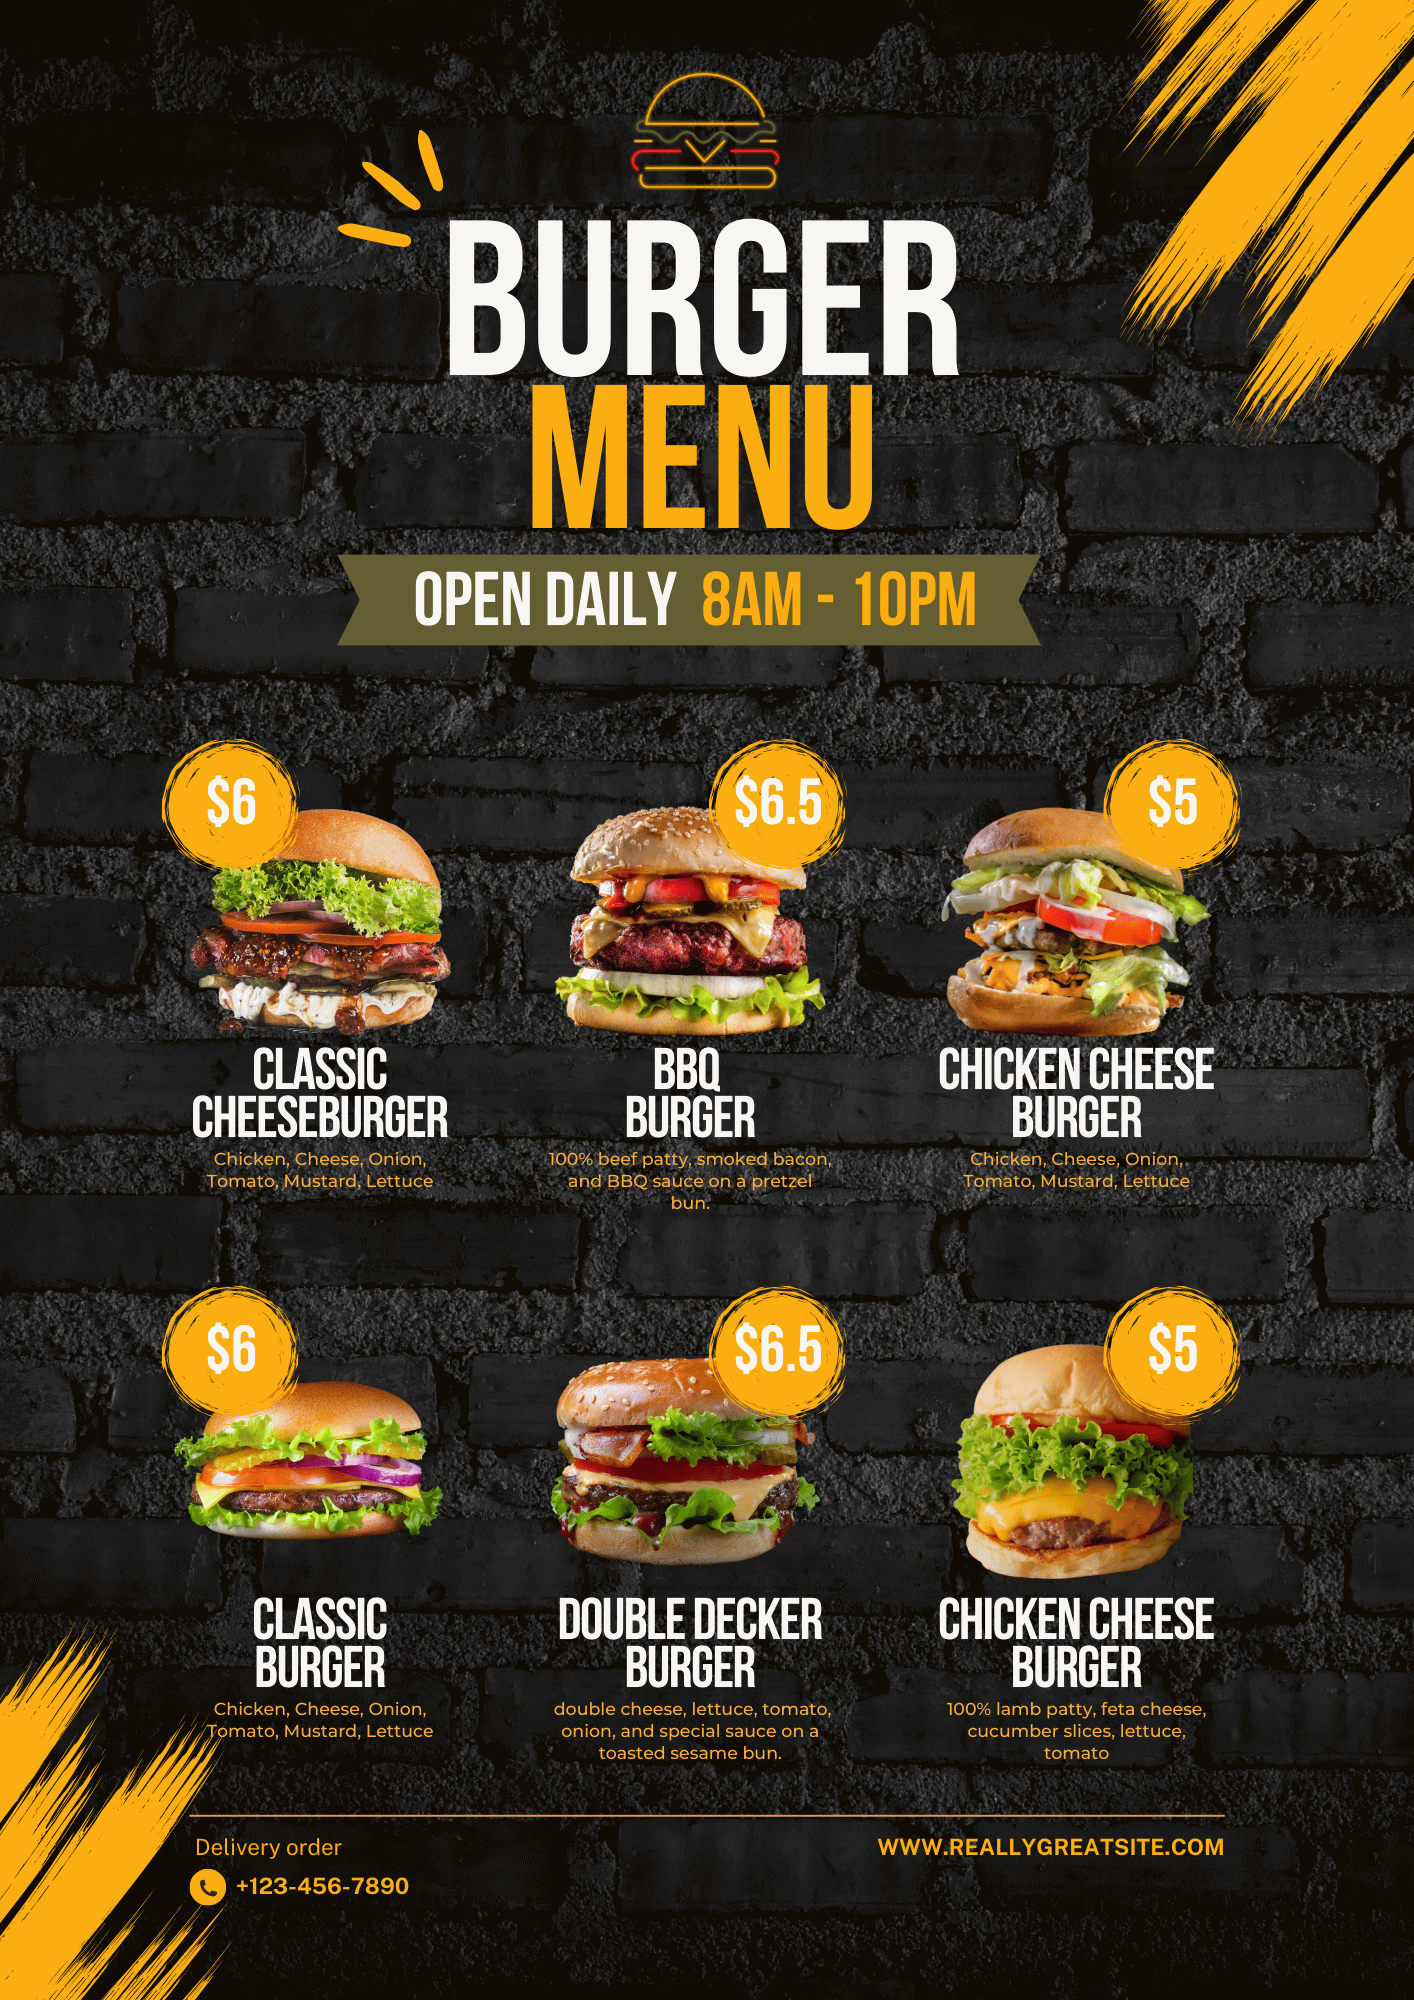 BURGER
MENU
OPEN DAILY 8AM - 10PM
$6
CLASSIC
CHEESEBURGER
Chicken, Cheese, Onion,
Tomato, Mustard, Lettuce
$6.5
BBQ
BURGER
100% beef patty, smoked bacon,
and BBQ sauce on a pretzel
bun.
$5
CHICKEN CHEESE
BURGER
Chicken, Cheese, Onion,
Tomato, Mustard, Lettuce
$6
CLASSIC
BURGER
Chicken, Cheese, Onion,
Tomato, Mustard, Lettuce
$6.5
DOUBLE DECKER
BURGER
double cheese, lettuce, tomato,
onion, and special sauce on a
toasted sesame bun.
$5
CHICKEN CHEESE
BURGER
100% lamb patty, feta cheese,
cucumber slices, lettuce,
tomato
Delivery order
+123-456-7890
WWW.REALLYGREATSITE.COM